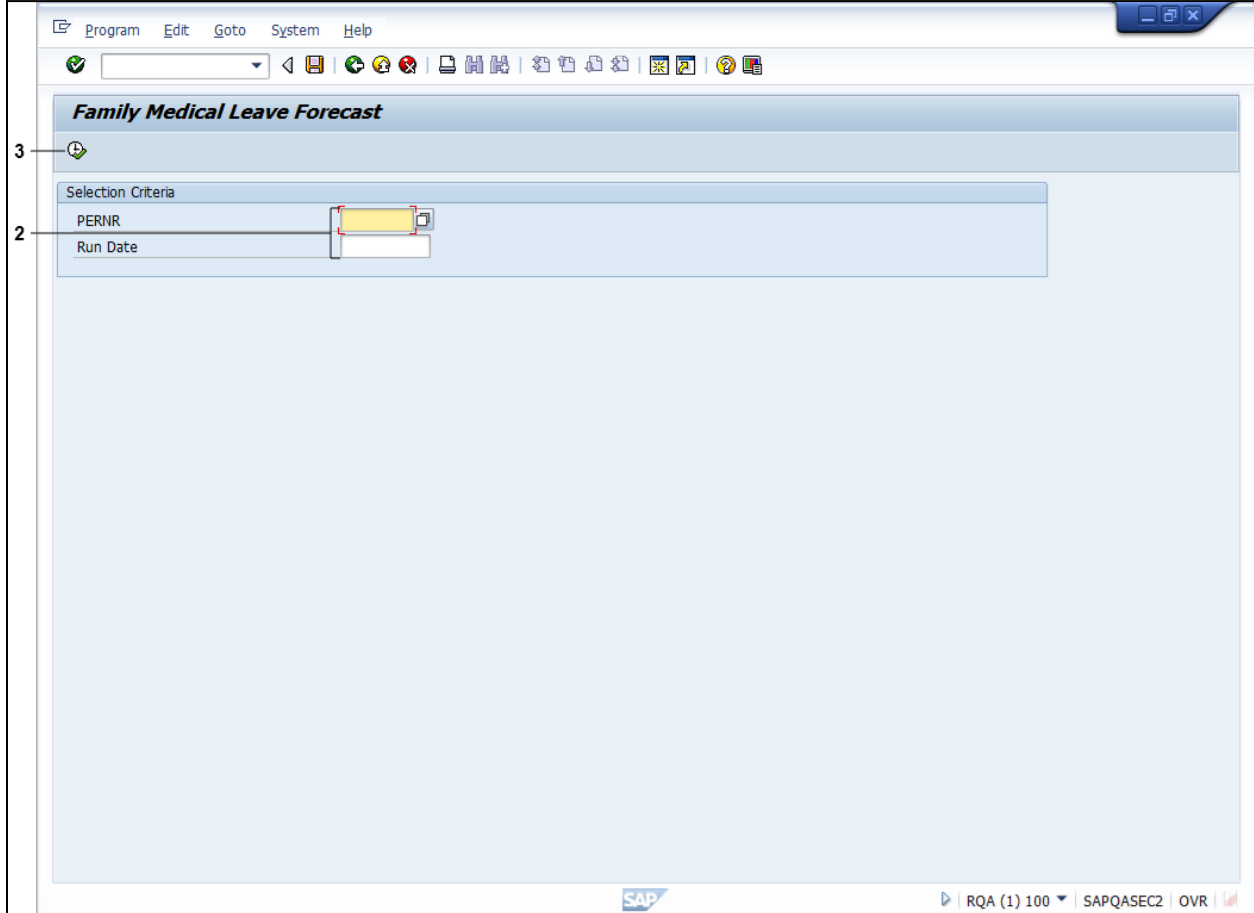 Program Edit Goto System Help
Family Medical Leave Forecast
3
Selection Criteria
PERNR
2
Run Date
SAP
RQA (1) 100 SAPQASEC2 OVR